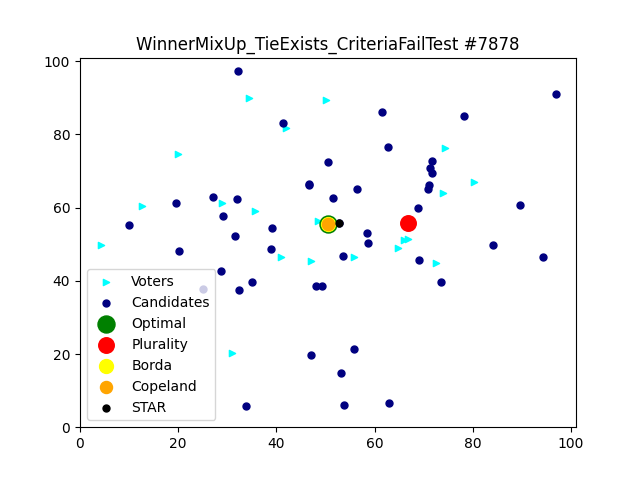 WinnerMixUp_TieExists_CriteriaFailTest #7878
100
80
60
40
20
0
Voters
Candidates
Optimal
Plurality
Borda
Copeland
STAR
0 20 40 60 80 100